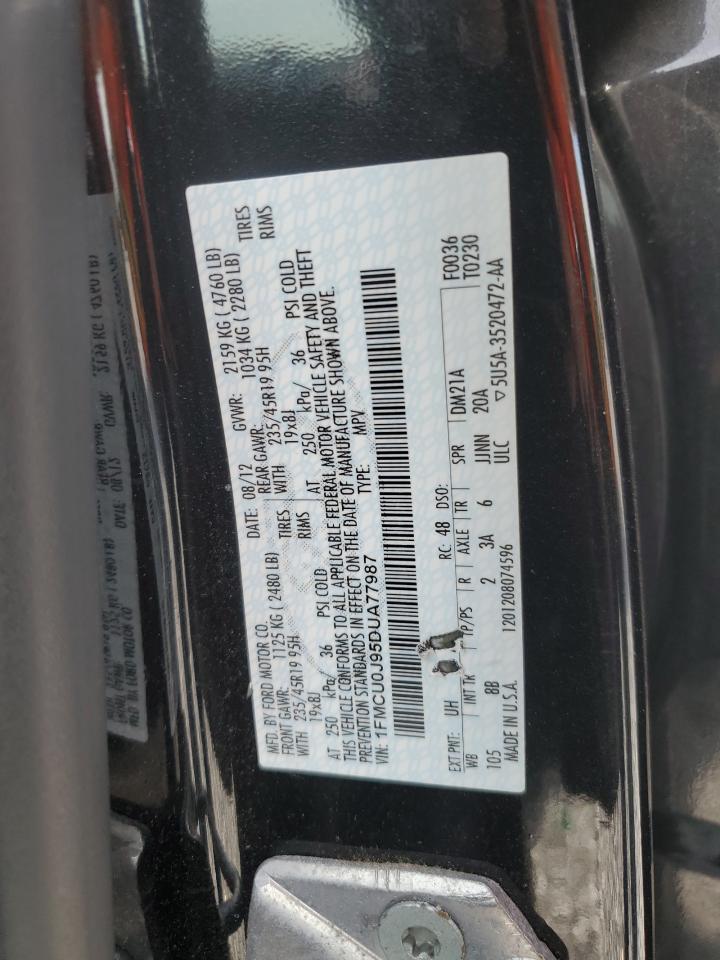 MFD. BY FORD MOTOR CO.
DATE: 08/12 GVWR: 2159 KG ( 4760 LB)
FRONT GAWR: 1125 KG ( 2480 LB) REAR GAWR: 1034 KG ( 2280 LB)
WITH 235/45R19 95H TIRES WITH 235/45R19 95H TIRES
19x8J RIMS 19x8J RIMS
AT 250 kPa/ 36 PSI COLD AT 250 kPa/ 36 PSI COLD
THIS VEHICLE CONFORMS TO ALL APPLICABLE FEDERAL MOTOR VEHICLE SAFETY AND THEFT
PREVENTION STANDARDS IN EFFECT ON THE DATE OF MANUFACTURE SHOWN ABOVE.
VIN: 1FMCU0J95DUA77987 TYPE: MPV
F0036
T0230
EXT PNT: UH RC: 48 DSO:
WB INT TR TP/PS R AXLE TR SPR DM21A
105 8B 2 3A 6 JINN 20A
MADE IN U.S.A. 1201208074596 ULC ▽5U5A-3520472-AA